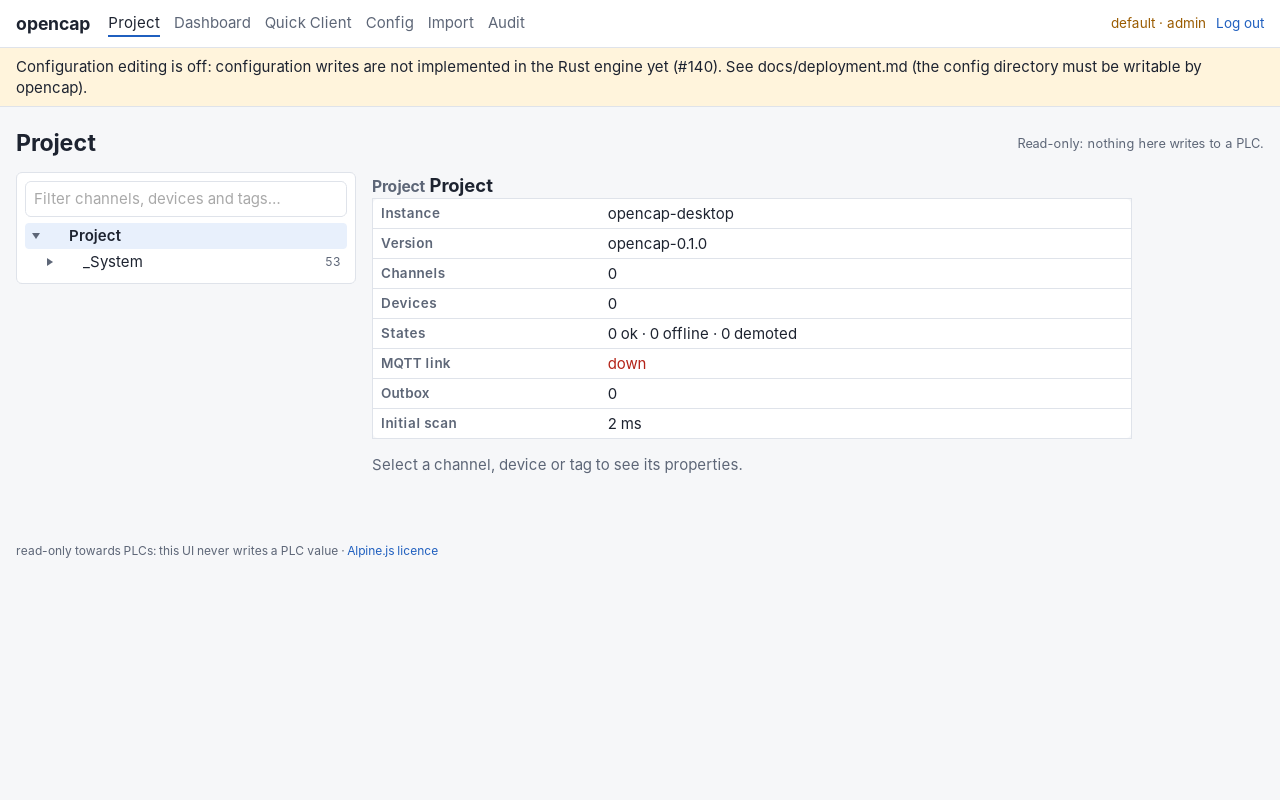 opencap Project Dashboard Quick Client Config Import Audit default · admin Log out
Configuration editing is off: configuration writes are not implemented in the Rust engine yet (#140). See docs/deployment.md (the config directory must be writable by
opencap).
Project
Read-only: nothing here writes to a PLC.
Filter channels, devices and tags...
Project
_System 53
Project Project
Instance opencap-desktop
Version opencap-0.1.0
Channels 0
Devices 0
States 0 ok · 0 offline · 0 demoted
MQTT link down
Outbox 0
Initial scan 2 ms
Select a channel, device or tag to see its properties.
read-only towards PLCs: this UI never writes a PLC value · Alpine.js licence